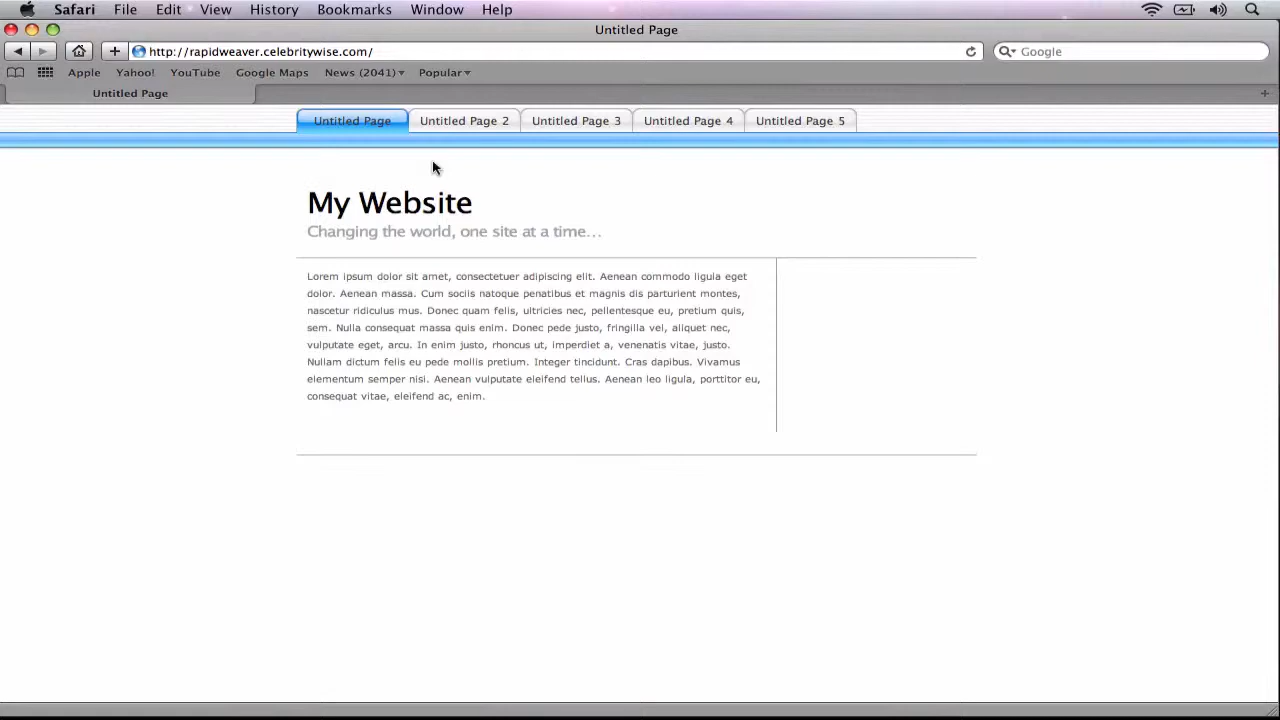 Safari File Edit View History Bookmarks Window Help
Untitled Page
http://rapidweaver.celebritywise.com/ Google
Apple Yahoo! YouTube Google Maps News (2041) Popular
Untitled Page
Untitled Page Untitled Page 2 Untitled Page 3 Untitled Page 4 Untitled Page 5
My Website
Changing the world, one site at a time...
Lorem ipsum dolor sit amet, consectetuer adipiscing elit. Aenean commodo ligula eget
dolor. Aenean massa. Cum sociis natoque penatibus et magnis dis parturient montes,
nascetur ridiculus mus. Donec quam felis, ultricies nec, pellentesque eu, pretium quis,
sem. Nulla consequat massa quis enim. Donec pede justo, fringilla vel, aliquet nec,
vulputate eget, arcu. In enim justo, rhoncus ut, imperdiet a, venenatis vitae, justo.
Nullam dictum felis eu pede mollis pretium. Integer tincidunt. Cras dapibus. Vivamus
elementum semper nisi. Aenean vulputate eleifend tellus. Aenean leo ligula, porttitor eu,
consequat vitae, eleifend ac, enim.